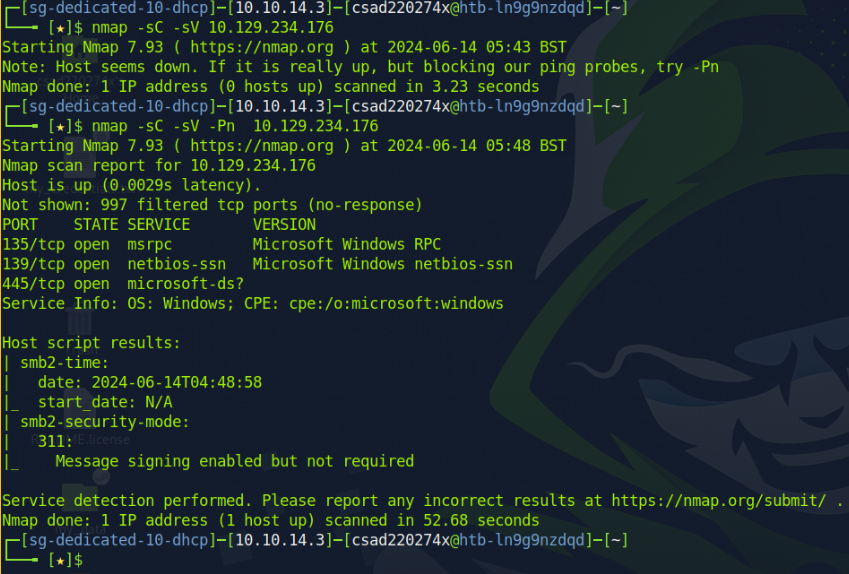 ┌─[sg-dedicated-10-dhcp]─[10.10.14.3]─[csad220274x@htb-ln9g9nzdqd]─[~]
└──╼ [★]$ nmap -sC -sV 10.129.234.176
Starting Nmap 7.93 ( https://nmap.org ) at 2024-06-14 05:43 BST
Note: Host seems down. If it is really up, but blocking our ping probes, try -Pn
Nmap done: 1 IP address (0 hosts up) scanned in 3.23 seconds
┌─[sg-dedicated-10-dhcp]─[10.10.14.3]─[csad220274x@htb-ln9g9nzdqd]─[~]
└──╼ [★]$ nmap -sC -sV -Pn  10.129.234.176
Starting Nmap 7.93 ( https://nmap.org ) at 2024-06-14 05:48 BST
Nmap scan report for 10.129.234.176
Host is up (0.0029s latency).
Not shown: 997 filtered tcp ports (no-response)
PORT    STATE SERVICE       VERSION
135/tcp open  msrpc         Microsoft Windows RPC
139/tcp open  netbios-ssn   Microsoft Windows netbios-ssn
445/tcp open  microsoft-ds?
Service Info: OS: Windows; CPE: cpe:/o:microsoft:windows

Host script results:
| smb2-time:
|   date: 2024-06-14T04:48:58
|_  start_date: N/A
| smb2-security-mode:
|   311:
|_    Message signing enabled but not required

Service detection performed. Please report any incorrect results at https://nmap.org/submit/ .
Nmap done: 1 IP address (1 host up) scanned in 52.68 seconds
┌─[sg-dedicated-10-dhcp]─[10.10.14.3]─[csad220274x@htb-ln9g9nzdqd]─[~]
└──╼ [★]$